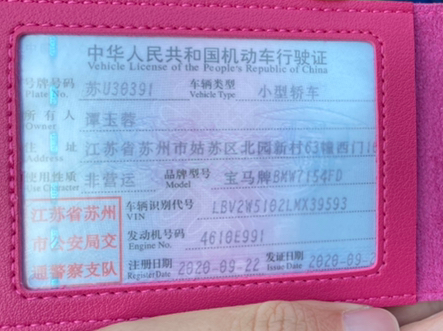 中华人民共和国机动车行驶证
Vehicle License of the People's Republic of China
号牌号码 苏U30391 车辆类型 小型轿车
Plate No. Vehicle Type
所有人 谭玉蓉
Owner
住 址 江苏省苏州市姑苏区北园新村63幢西门
Address
使用性质 非营运 品牌型号 宝马牌BMW7154FD
Use Character Model
江苏省苏州 车辆识别代号 LBV2W5102LMX39593
VIN
市公安局交 发动机号码 4610E991
Engine No.
通警察支队 注册日期 2020-09-22 发证日期 2020-09-2
Register Date Issue Date